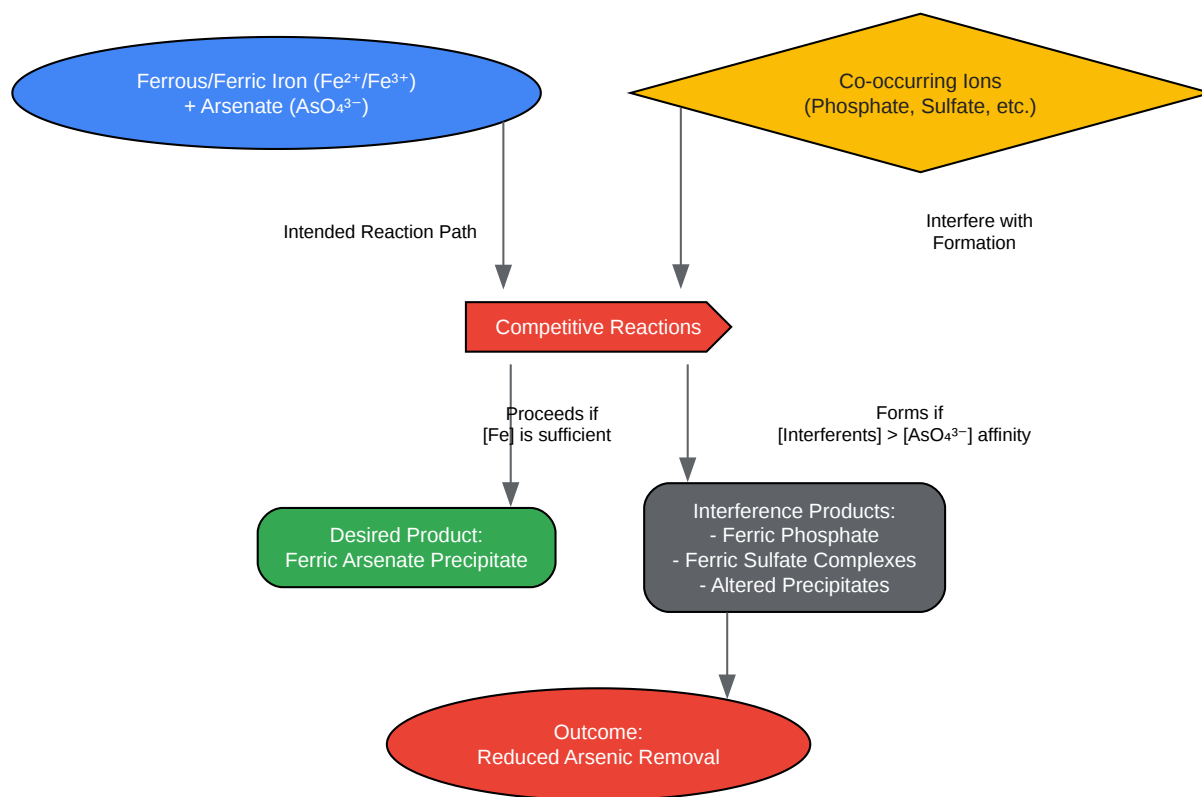 Ferrous/Ferric Iron (Fe²⁺/Fe³⁺)
+ Arsenate (AsO₄³⁻)
Co-occurring Ions
(Phosphate, Sulfate, etc.)
Intended Reaction Path
Interfere with
Formation
Competitive Reactions
Proceeds if
[Fe] is sufficient
Forms if
[Interferents] > [AsO₄³⁻] affinity
Desired Product:
Ferric Arsenate Precipitate
Interference Products:
- Ferric Phosphate
- Ferric Sulfate Complexes
- Altered Precipitates
Outcome:
Reduced Arsenic Removal